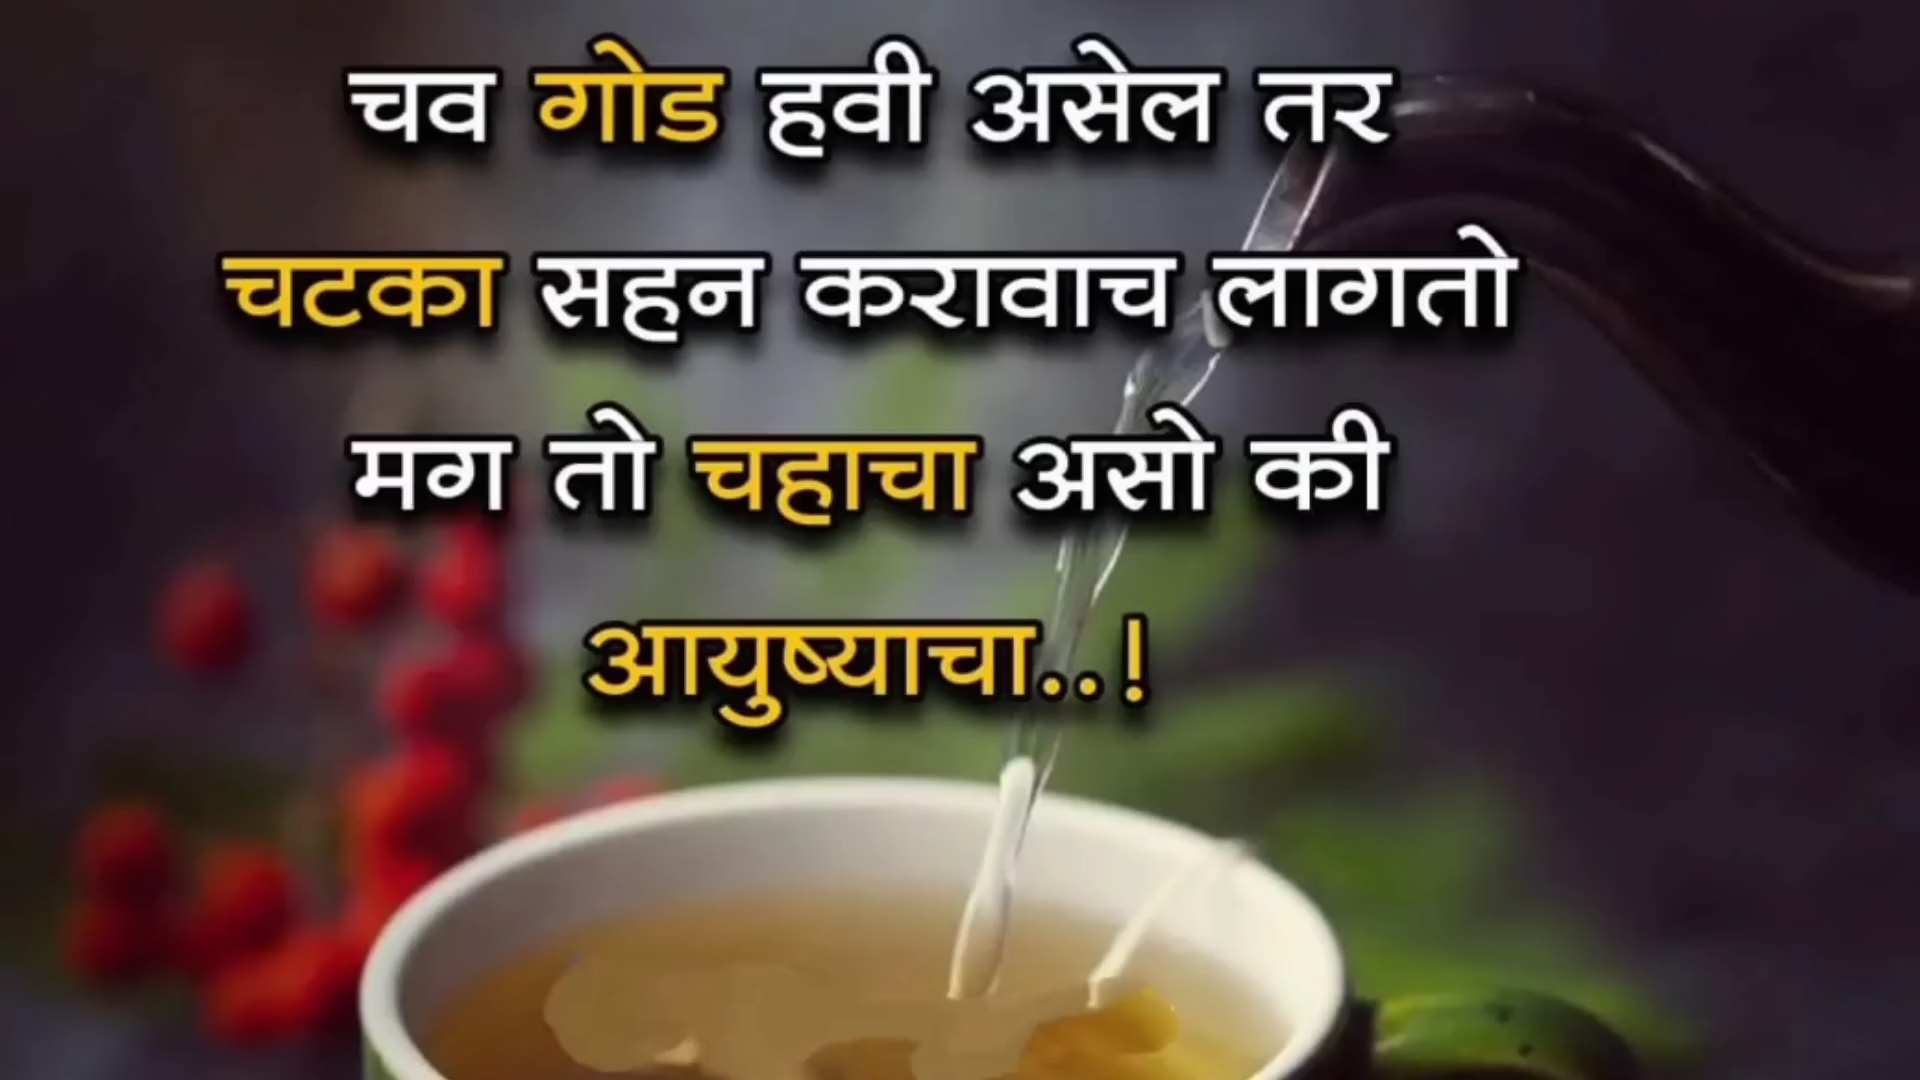 चव गोड हवी असेल तर
चटका सहन करावाच लागतो
मग तो चहाचा असो की
आयुष्याचा..!